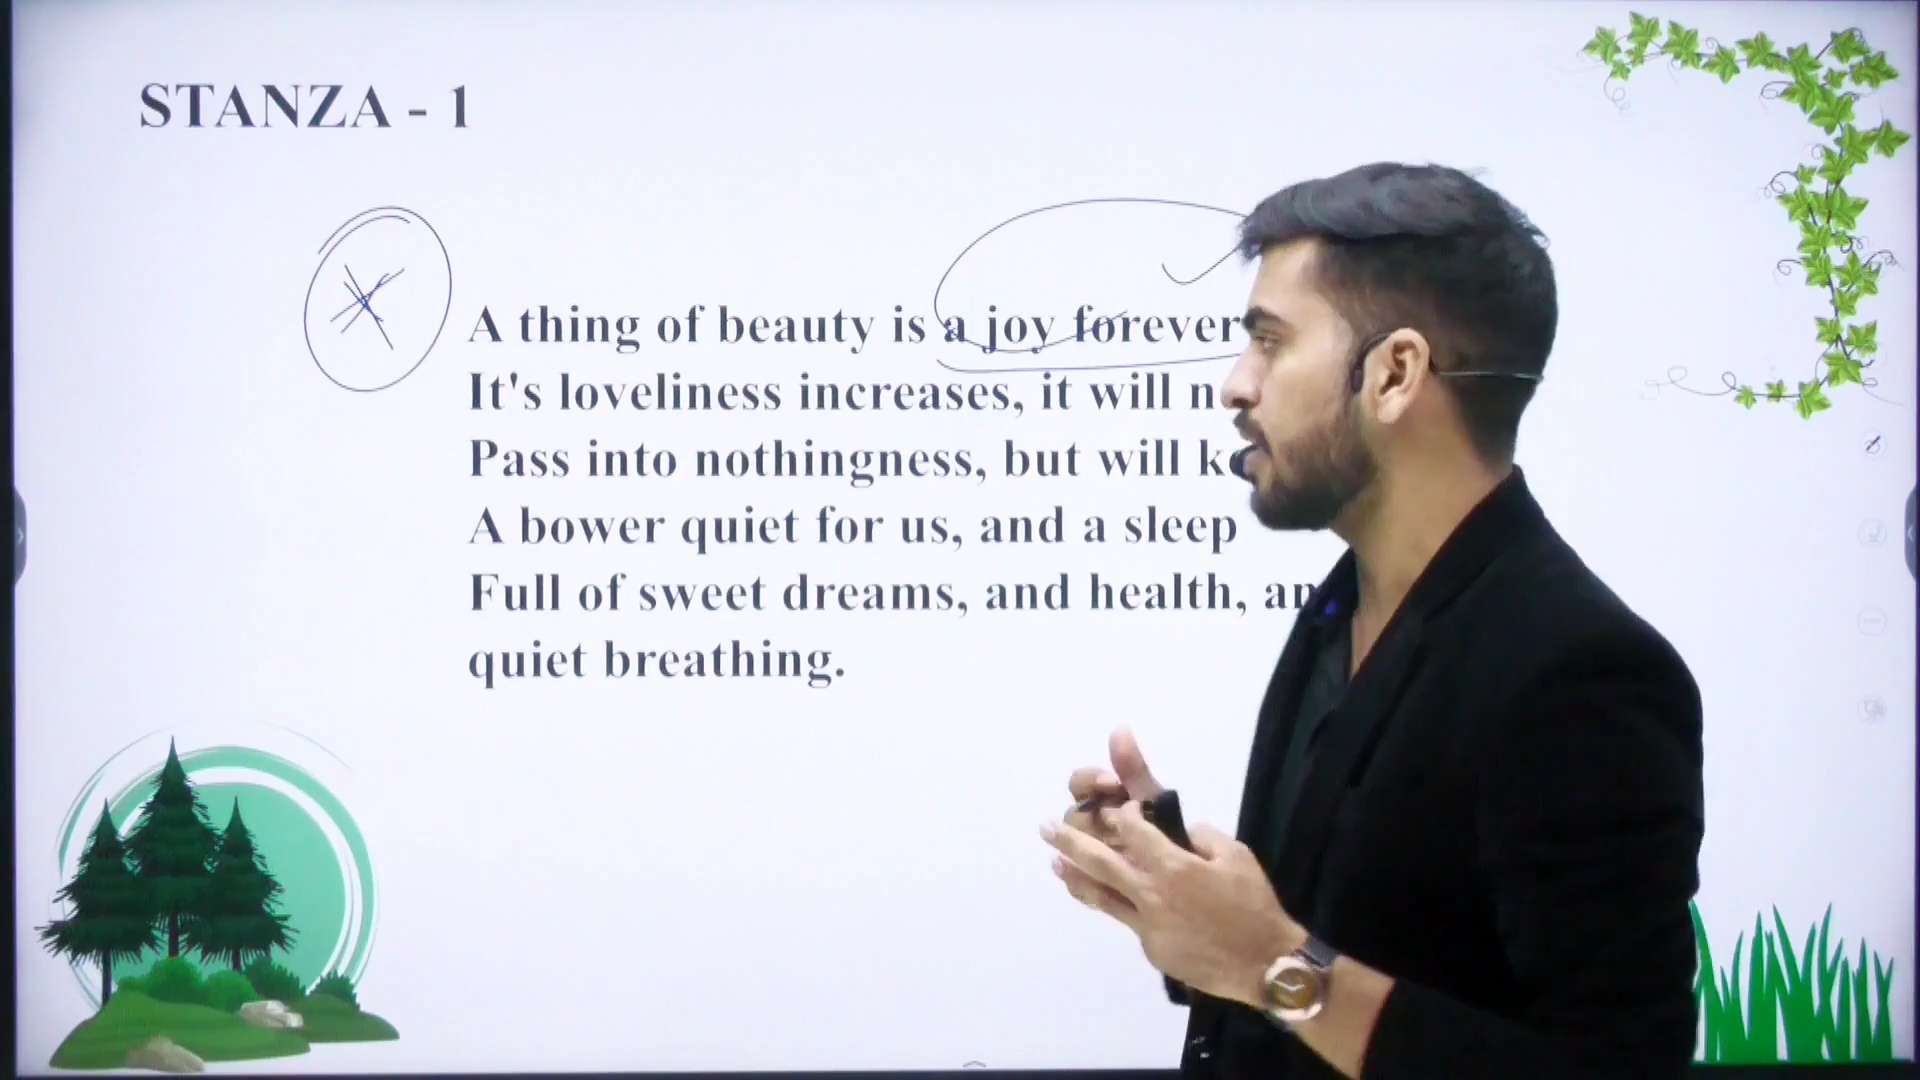 STANZA - 1
A thing of beauty is a joy forever
It's loveliness increases, it will
Pass into nothingness, but will
A bower quiet for us, and a sleep
Full of sweet dreams, and health,
quiet breathing.